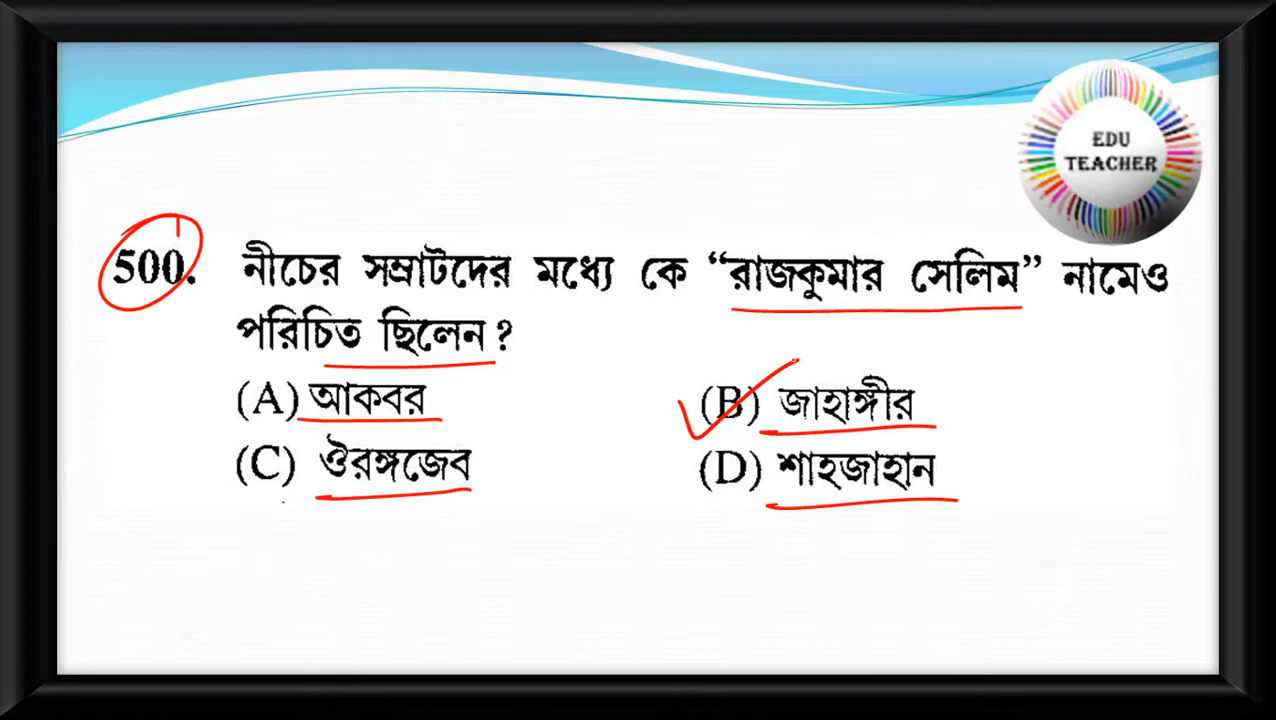 EDU
TEACHER
500. নীচের সম্রাটদের মধ্যে কে “রাজকুমার সেলিম” নামেও
পরিচিত ছিলেন ?
(A) আকবর (B) জাহাঙ্গীর
(C) ঔরঙ্গজেব (D) শাহজাহান